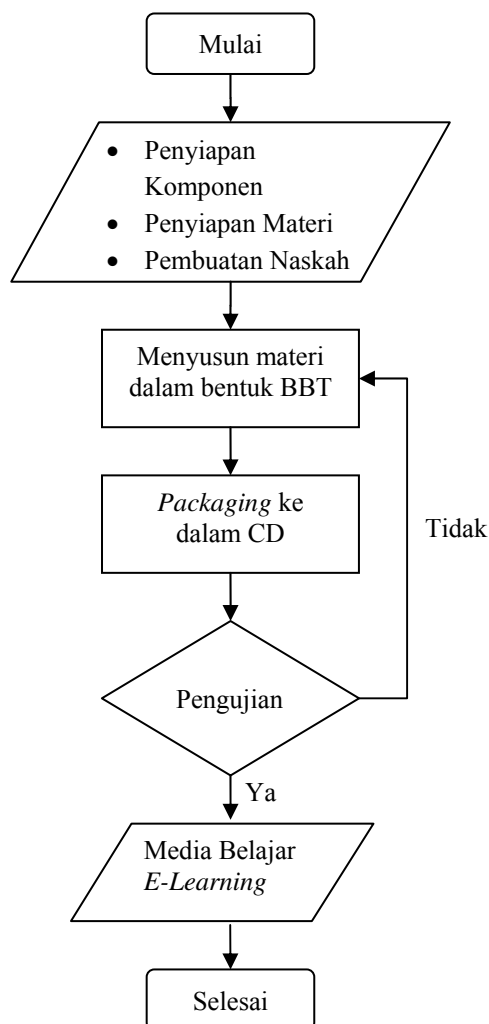 Mulai
• Penyiapan
Komponen
• Penyiapan Materi
• Pembuatan Naskah
Menyusun materi
dalam bentuk BBT
Packaging ke
dalam CD
Tidak
Pengujian
Ya
Media Belajar
E-Learning
Selesai